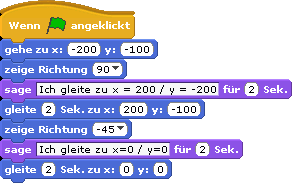 Wenn angeklickt
gehe zu x: -200 y: -100
zeige Richtung 90
sage Ich gleite zu x = 200 / y = -200 für 2 Sek.
gleite 2 Sek. zu x: 200 y: -100
zeige Richtung -45
sage Ich gleite zu x=0 / y=0 für 2 Sek.
gleite 2 Sek. zu x: 0 y: 0